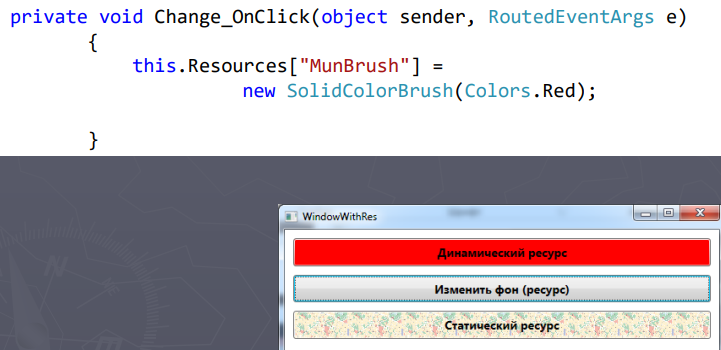 private void Change_OnClick(object sender, RoutedEventArgs e)
{
this.Resources["MunBrush"] =
new SolidColorBrush(Colors.Red);
}
WindowWithRes
Динамический ресурс
Изменить фон (ресурс)
Статический ресурс